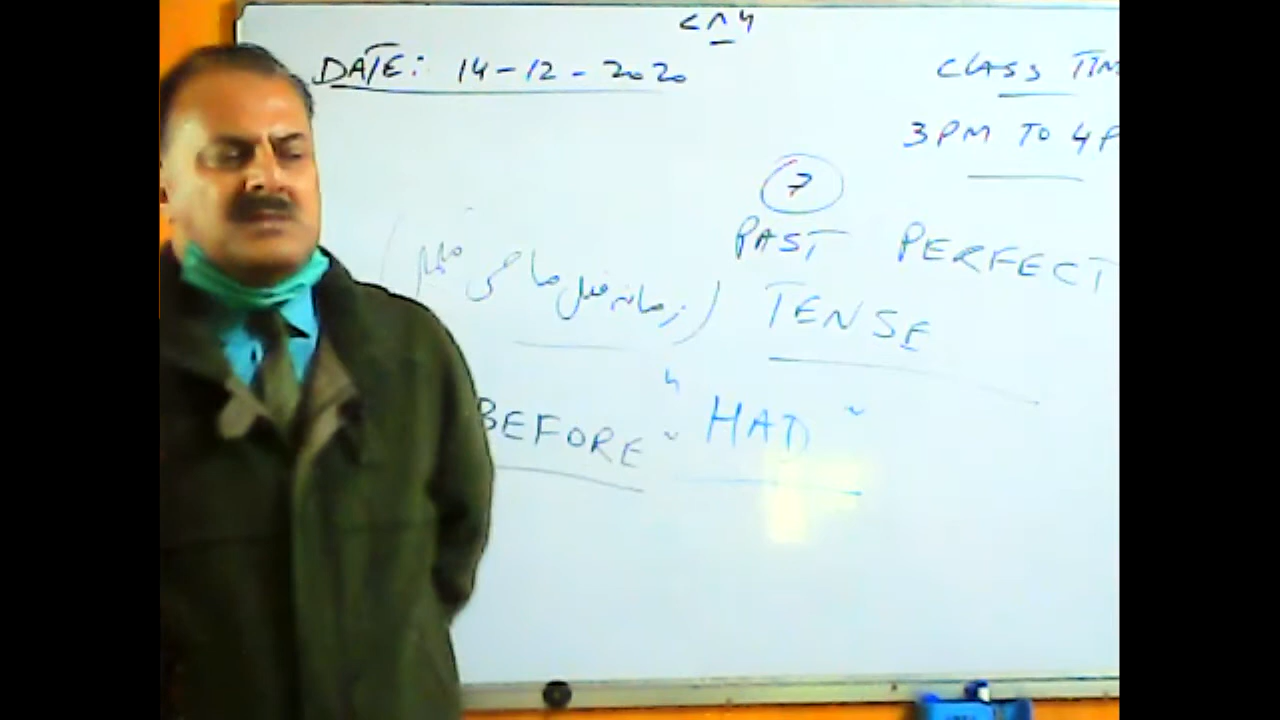 ۷۸۶
DATE: 14-12-2020
CLASS TIM
3PM TO 4P
7
PAST PERFECT
TENSE (زمانہ فعل ماضی مکمل)
BEFORE "HAD"